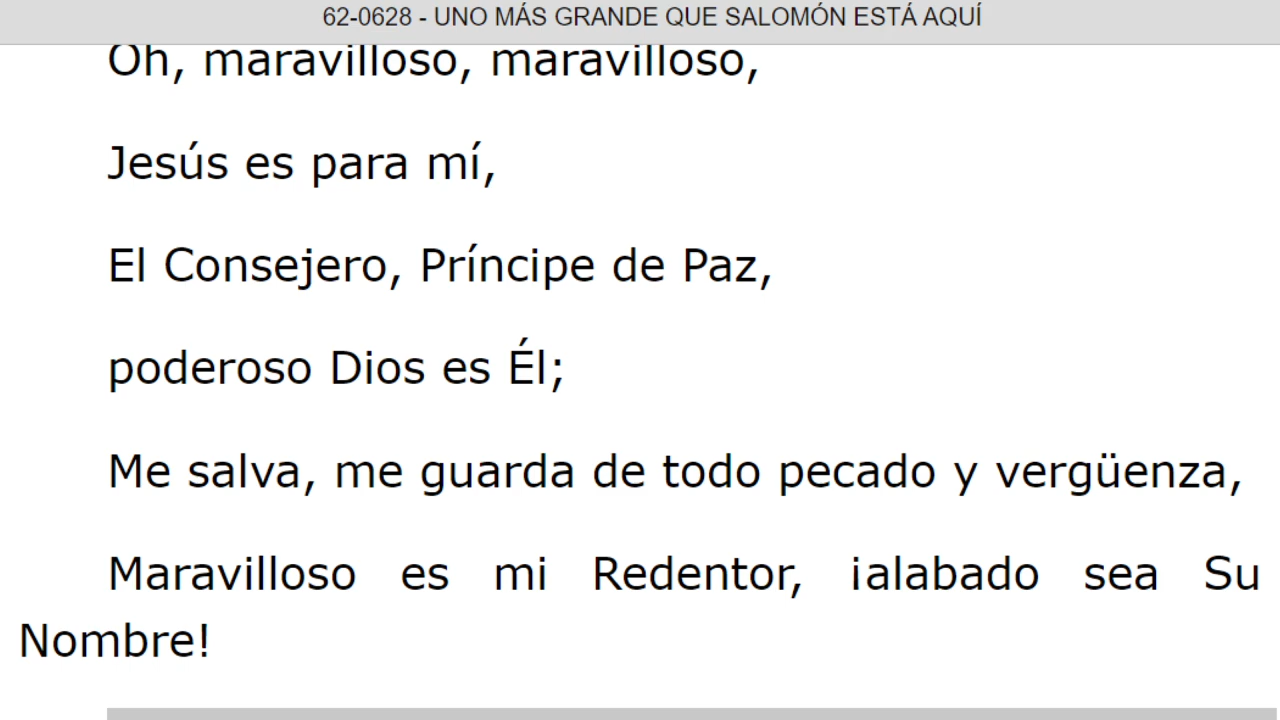 62-0628 - UNO MÁS GRANDE QUE SALOMÓN ESTÁ AQUÍ
Oh, maravilloso, maravilloso,
Jesús es para mí,
El Consejero, Príncipe de Paz,
poderoso Dios es Él;
Me salva, me guarda de todo pecado y vergüenza,
Maravilloso es mi Redentor, ¡alabado sea Su
Nombre!